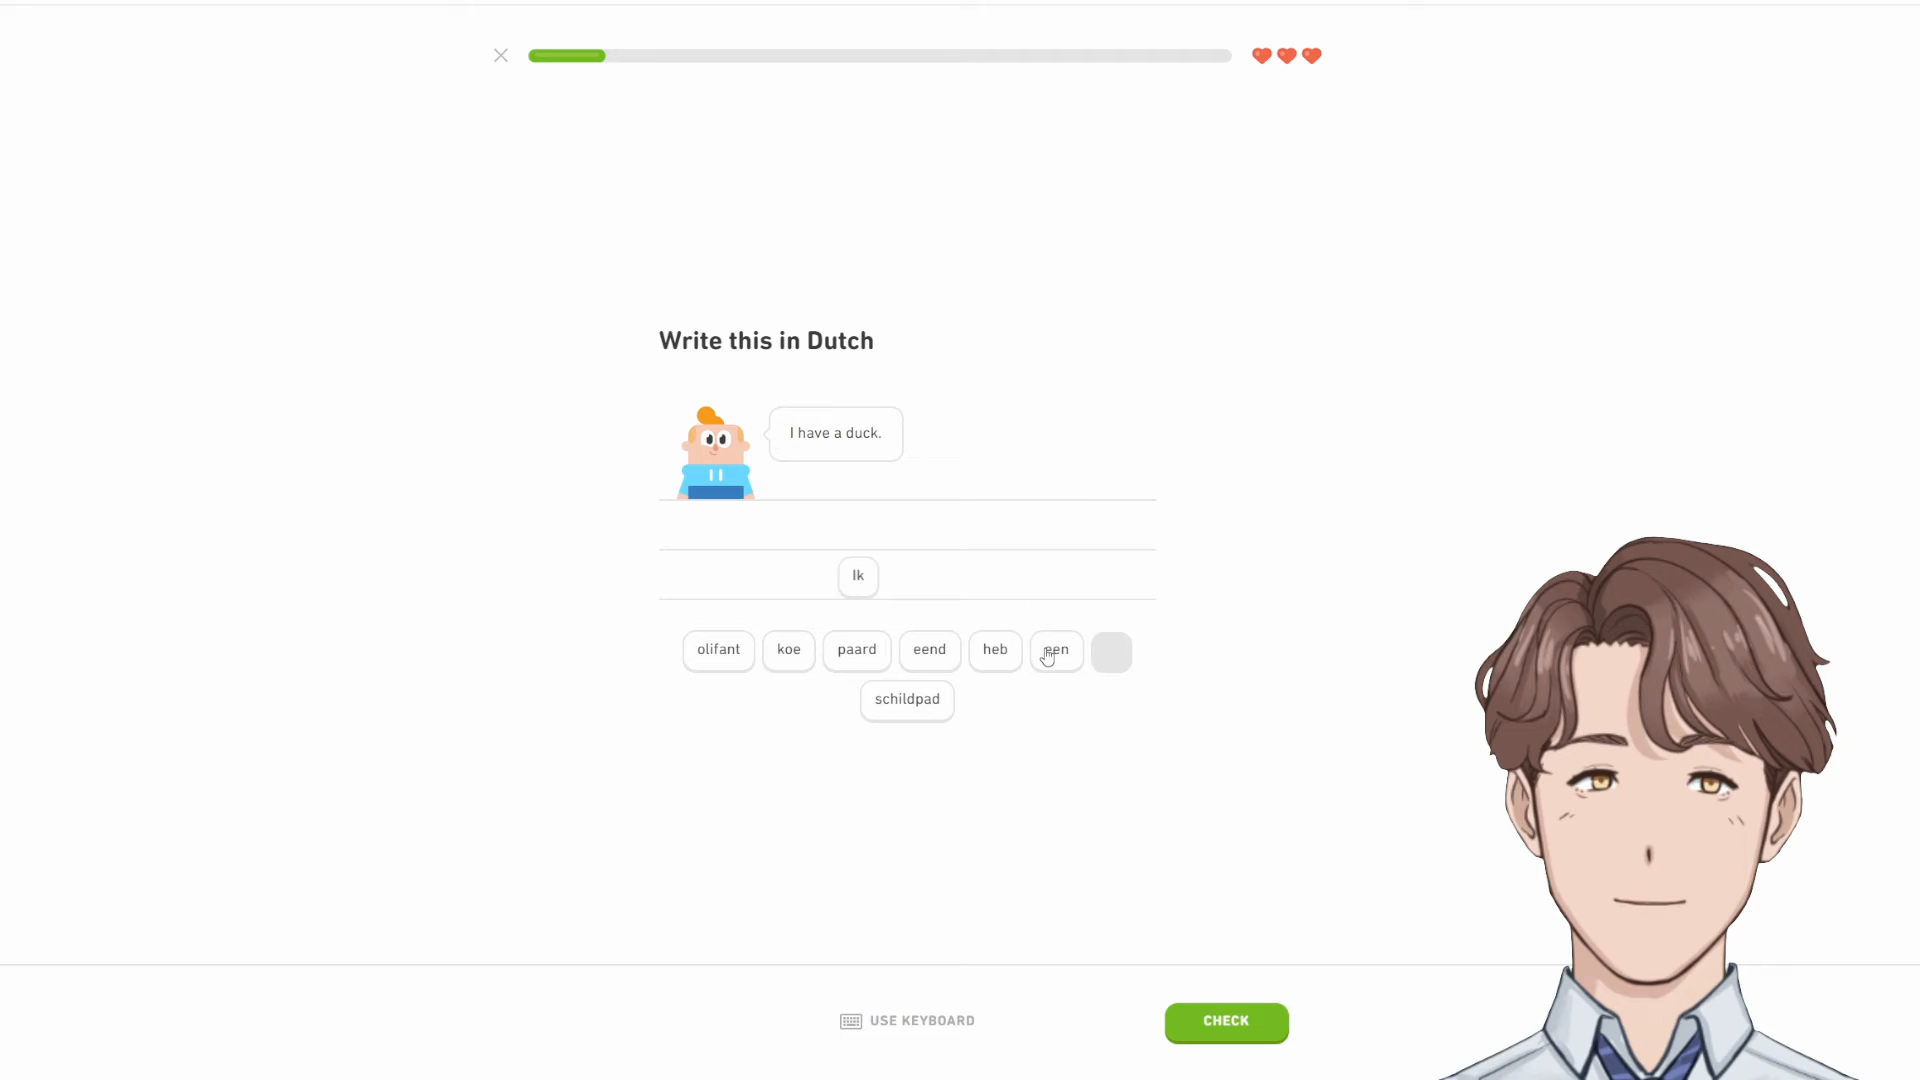 Write this in Dutch
I have a duck.
Ik
olifant koe paard eend heb een
schildpad
USE KEYBOARD CHECK